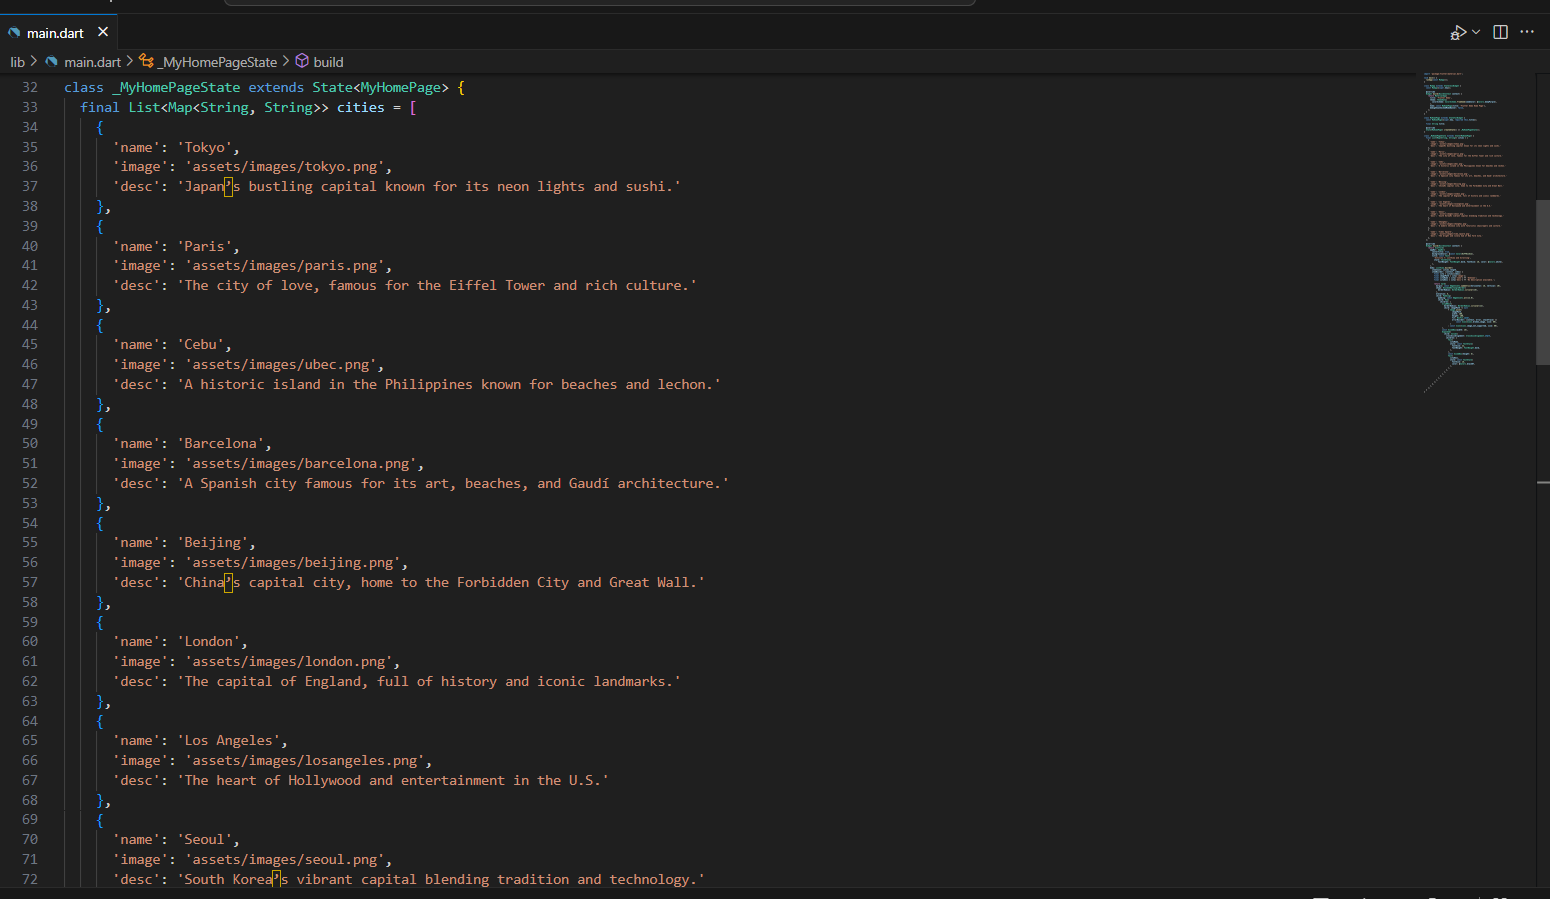 main.dart
lib > main.dart > _MyHomePageState > build
32 class _MyHomePageState extends State<MyHomePage> {
33 final List<Map<String, String>> cities = [
34 {
35 'name': 'Tokyo',
36 'image': 'assets/images/tokyo.png',
37 'desc': 'Japan’s bustling capital known for its neon lights and sushi.'
38 },
39 {
40 'name': 'Paris',
41 'image': 'assets/images/paris.png',
42 'desc': 'The city of love, famous for the Eiffel Tower and rich culture.'
43 },
44 {
45 'name': 'Cebu',
46 'image': 'assets/images/ubec.png',
47 'desc': 'A historic island in the Philippines known for beaches and lechon.'
48 },
49 {
50 'name': 'Barcelona',
51 'image': 'assets/images/barcelona.png',
52 'desc': 'A Spanish city famous for its art, beaches, and Gaudí architecture.'
53 },
54 {
55 'name': 'Beijing',
56 'image': 'assets/images/beijing.png',
57 'desc': 'China’s capital city, home to the Forbidden City and Great Wall.'
58 },
59 {
60 'name': 'London',
61 'image': 'assets/images/london.png',
62 'desc': 'The capital of England, full of history and iconic landmarks.'
63 },
64 {
65 'name': 'Los Angeles',
66 'image': 'assets/images/losangeles.png',
67 'desc': 'The heart of Hollywood and entertainment in the U.S.'
68 },
69 {
70 'name': 'Seoul',
71 'image': 'assets/images/seoul.png',
72 'desc': 'South Korea’s vibrant capital blending tradition and technology.'